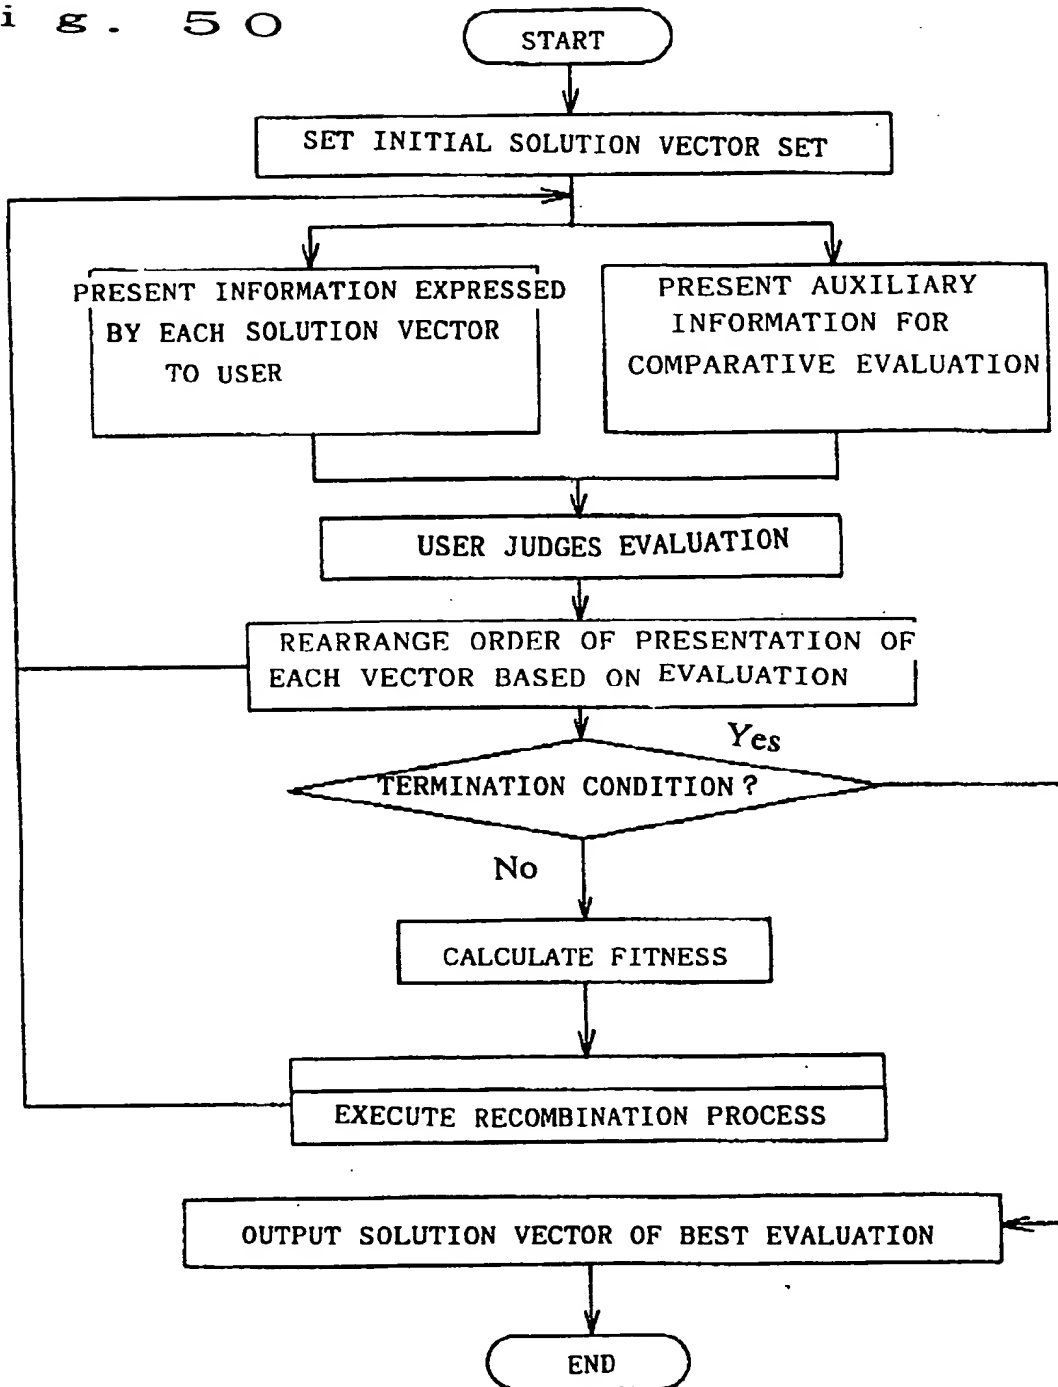 i g. 50
START
SET INITIAL SOLUTION VECTOR SET
PRESENT INFORMATION EXPRESSED
BY EACH SOLUTION VECTOR
TO USER
PRESENT AUXILIARY
INFORMATION FOR
COMPARATIVE EVALUATION
USER JUDGES EVALUATION
REARRANGE ORDER OF PRESENTATION OF
EACH VECTOR BASED ON EVALUATION
Yes
TERMINATION CONDITION?
No
CALCULATE FITNESS
EXECUTE RECOMBINATION PROCESS
OUTPUT SOLUTION VECTOR OF BEST EVALUATION
END